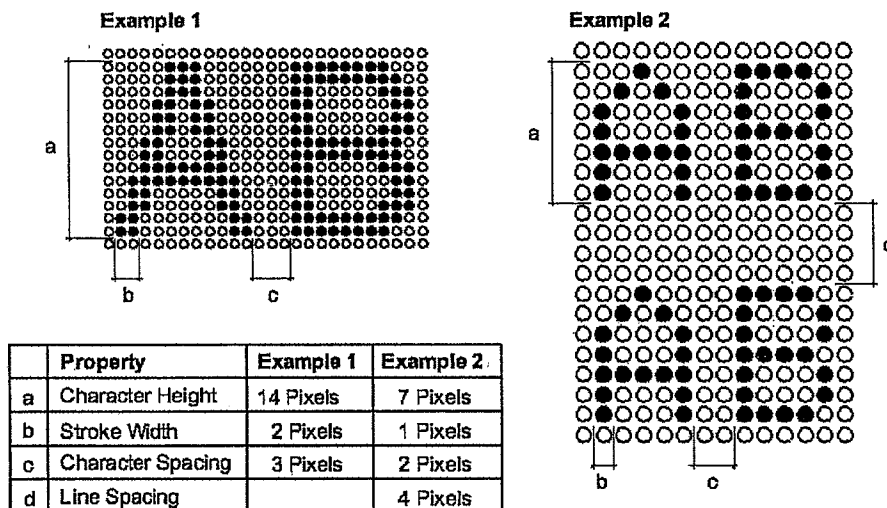 Example 1
Example 2
a
b
c
a
d
b
c
Property Example 1 Example 2
a Character Height 14 Pixels 7 Pixels
b Stroke Width 2 Pixels 1 Pixels
c Character Spacing 3 Pixels 2 Pixels
d Line Spacing 4 Pixels